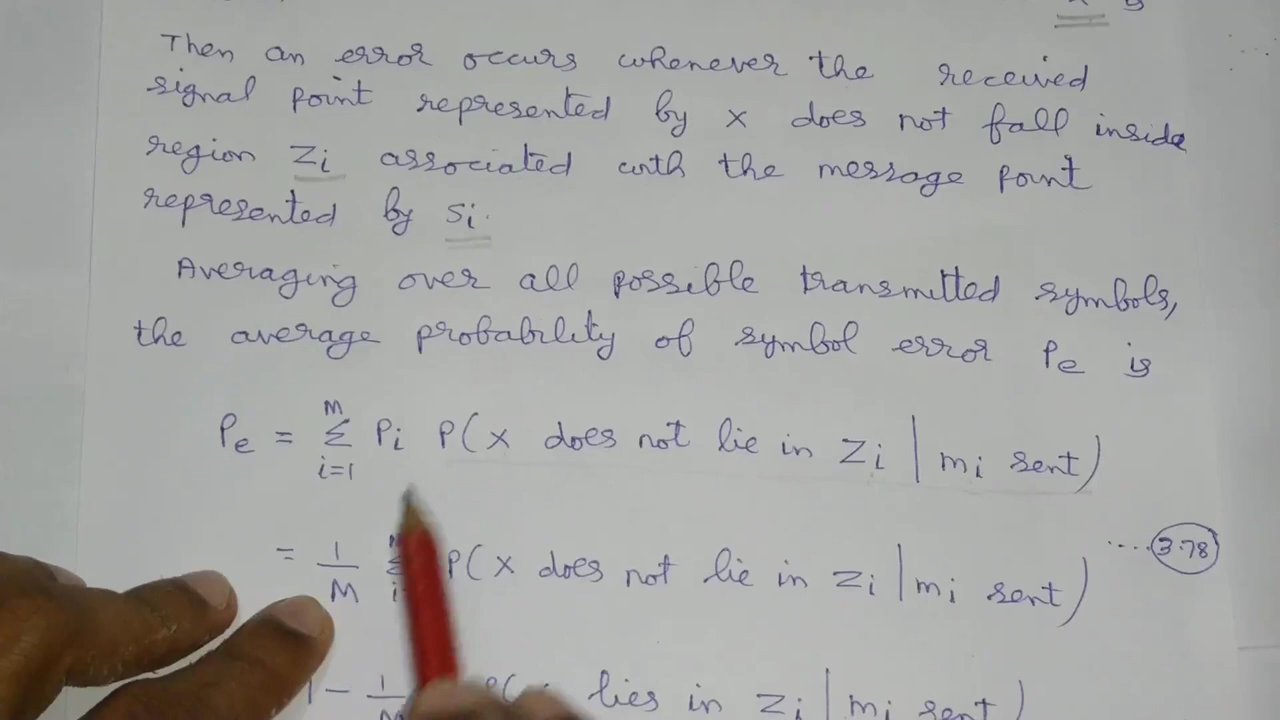 Then an error occurs whenever the received
signal point represented by x does not fall inside
region Zi associated with the message point
represented by si.
Averaging over all possible transmitted symbols,
the average probability of symbol error Pe is
Pe = M Σ i=1 Pi P(x does not lie in Zi | mi sent)
= 1/M P(x does not lie in Zi | mi sent) ....3.78
1 - 1/M lies in Zi | mi sent)